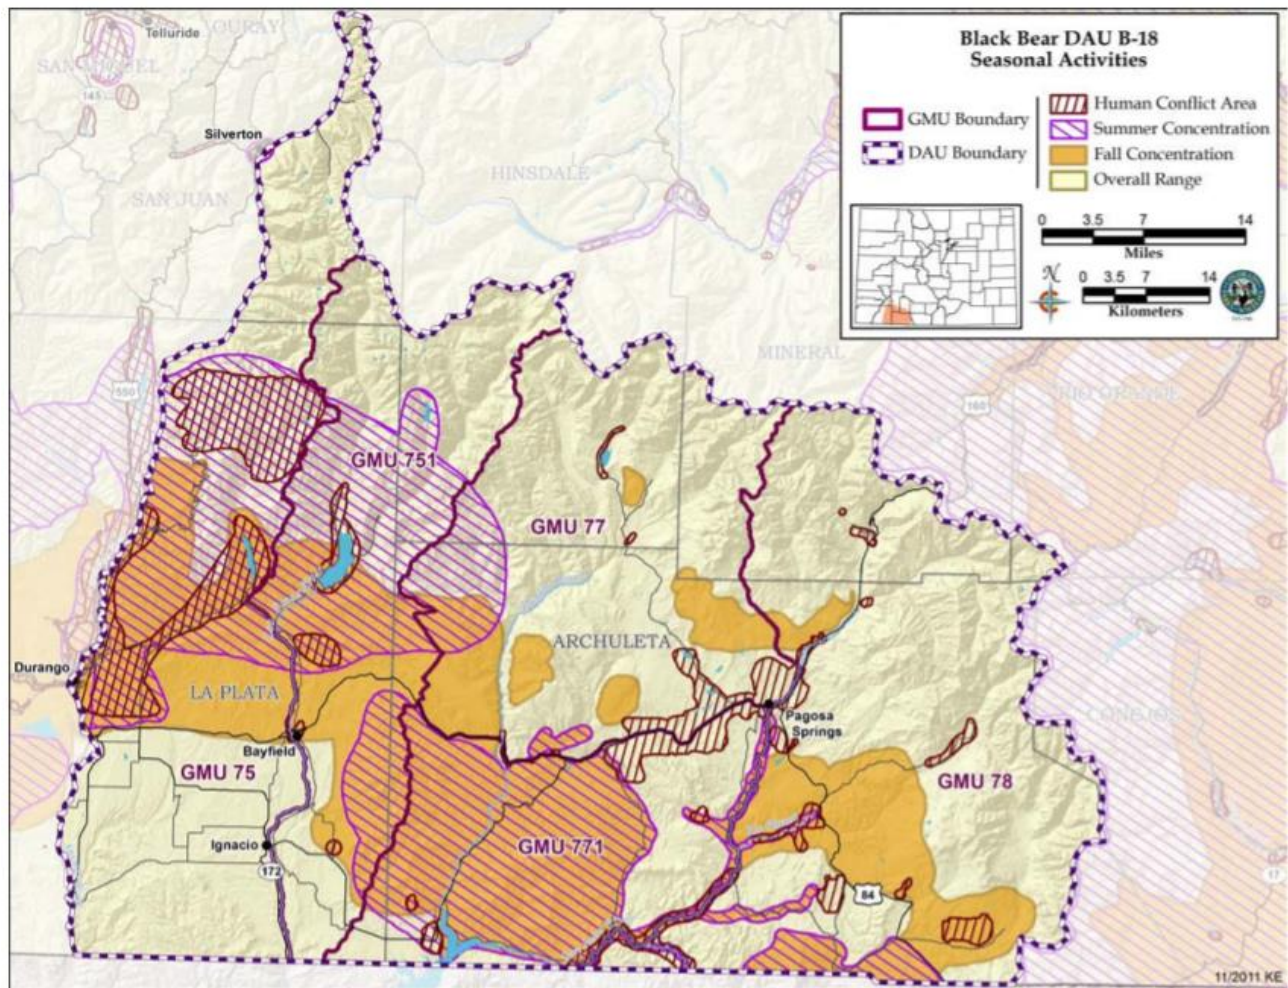 Black Bear DAU B-18
Seasonal Activities
GMU Boundary
DAU Boundary
Human Conflict Area
Summer Concentration
Fall Concentration
Overall Range
0 3.5 7 14
Miles
N
0 3.5 7 14
Kilometers
Telluride
OURAY
SAN MIGUEL
145
Silverton
HINSDALE
SAN JUAN
MINERAL
550
160
RIO GRANDE
GMU 751
GMU 77
ARCHULETA
Durango
LA PLATA
Pagosa
Springs
CONEJOS
Bayfield
GMU 75
GMU 78
Ignacio
GMU 771
172
84
17
11/2011 KE